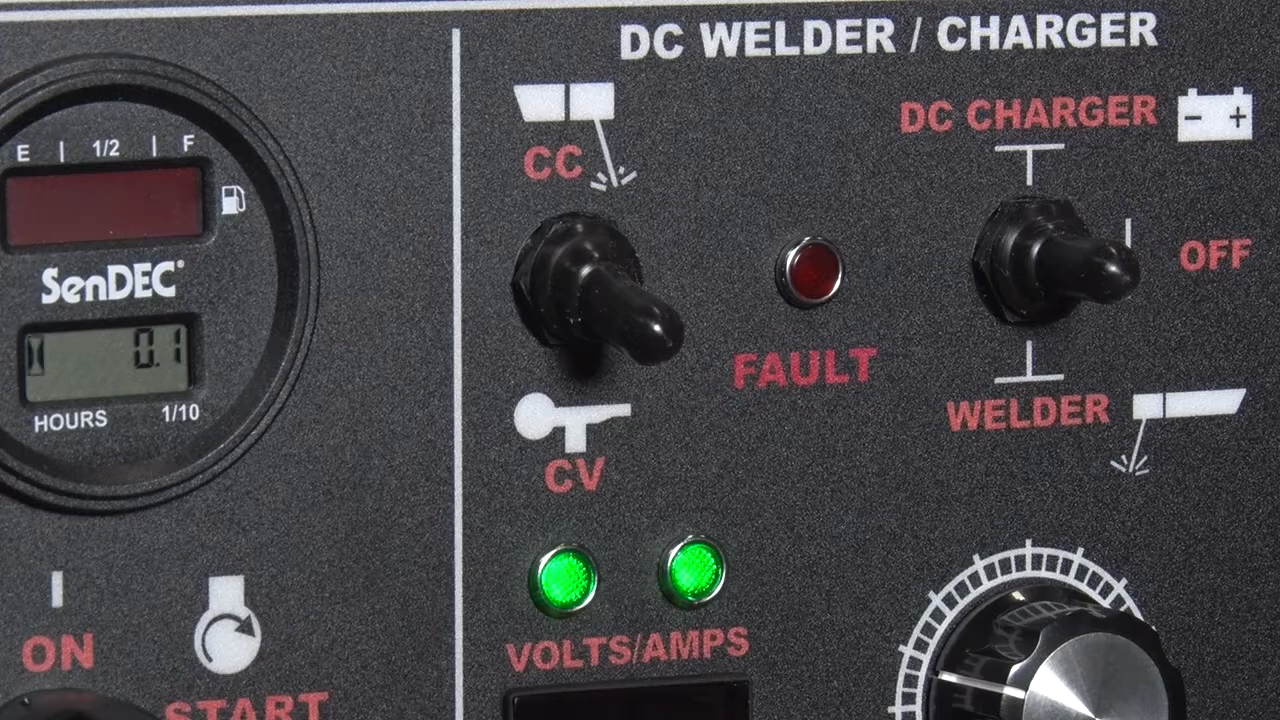 DC WELDER / CHARGER
E | 1/2 | F
SenDEC®
0.1
HOURS 1/10
ON
START
CC
CV
FAULT
DC CHARGER
- +
OFF
WELDER
VOLTS/AMPS